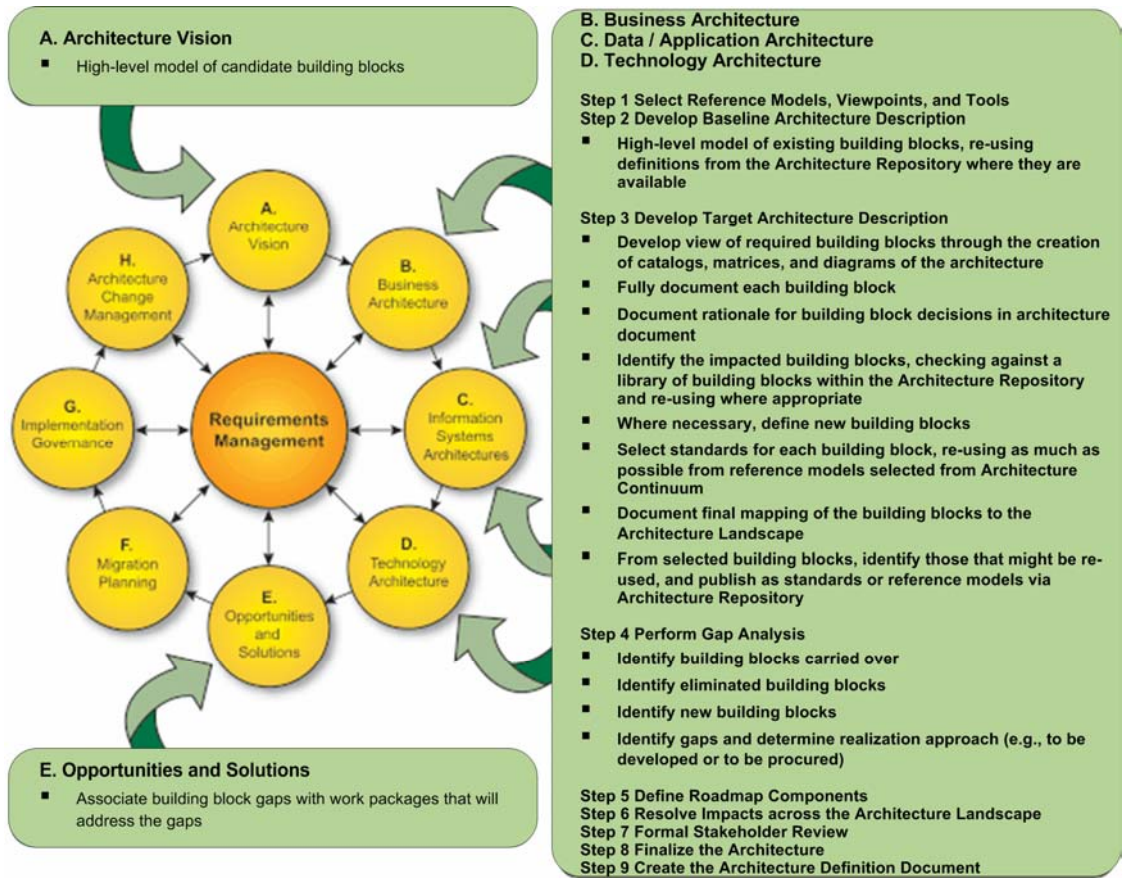 A. Architecture Vision
▪ High-level model of candidate building blocks
A.
Architecture
Vision
B.
Business
Architecture
C.
Information
Systems
Architectures
D.
Technology
Architecture
E.
Opportunities
and
Solutions
F.
Migration
Planning
G.
Implementation
Governance
H.
Architecture
Change
Management
Requirements
Management
E. Opportunities and Solutions
▪ Associate building block gaps with work packages that will
address the gaps
B. Business Architecture
C. Data / Application Architecture
D. Technology Architecture
Step 1 Select Reference Models, Viewpoints, and Tools
Step 2 Develop Baseline Architecture Description
▪ High-level model of existing building blocks, re-using
definitions from the Architecture Repository where they are
available
Step 3 Develop Target Architecture Description
▪ Develop view of required building blocks through the creation
of catalogs, matrices, and diagrams of the architecture
▪ Fully document each building block
▪ Document rationale for building block decisions in architecture
document
▪ Identify the impacted building blocks, checking against a
library of building blocks within the Architecture Repository
and re-using where appropriate
▪ Where necessary, define new building blocks
▪ Select standards for each building block, re-using as much as
possible from reference models selected from Architecture
Continuum
▪ Document final mapping of the building blocks to the
Architecture Landscape
▪ From selected building blocks, identify those that might be re-
used, and publish as standards or reference models via
Architecture Repository
Step 4 Perform Gap Analysis
▪ Identify building blocks carried over
▪ Identify eliminated building blocks
▪ Identify new building blocks
▪ Identify gaps and determine realization approach (e.g., to be
developed or to be procured)
Step 5 Define Roadmap Components
Step 6 Resolve Impacts across the Architecture Landscape
Step 7 Formal Stakeholder Review
Step 8 Finalize the Architecture
Step 9 Create the Architecture Definition Document